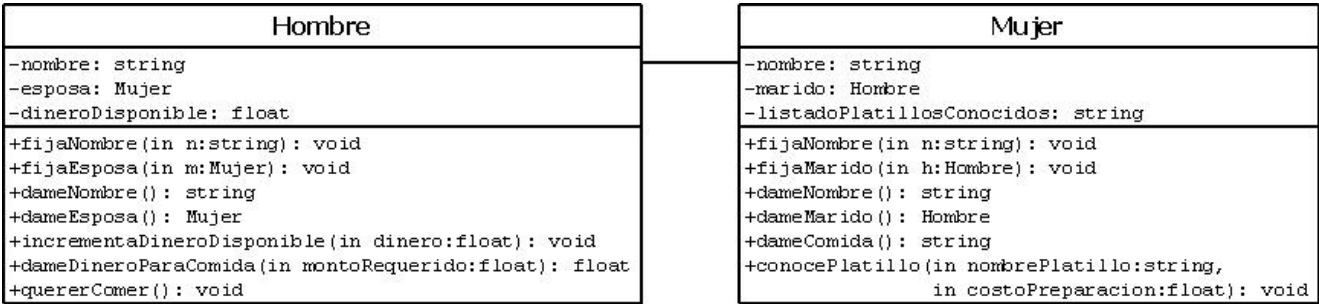 Hombre
-nombre: string
-esposa: Mujer
-dineroDisponible: float
+fijaNombre(in n:string): void
+fijaEsposa(in m:Mujer): void
+dameNombre(): string
+dameEsposa(): Mujer
+incrementaDineroDisponible(in dinero:float): void
+dameDineroParaComida(in montoRequerido:float): float
+quererComer(): void
Mujer
-nombre: string
-marido: Hombre
-listadoPlatillosConocidos: string
+fijaNombre(in n:string): void
+fijaMarido(in h:Hombre): void
+dameNombre(): string
+dameMarido(): Hombre
+dameComida(): string
+conocePlatillo(in nombrePlatillo:string,
in costoPreparacion:float): void